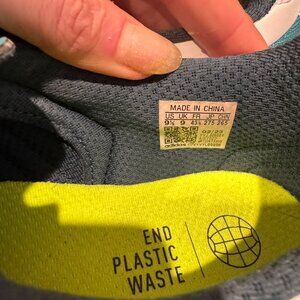 MADE IN CHINA
US UK FR JP CHN
9½ 9 43⅓ 275 265
02/23
adidas
END
PLASTIC
WASTE